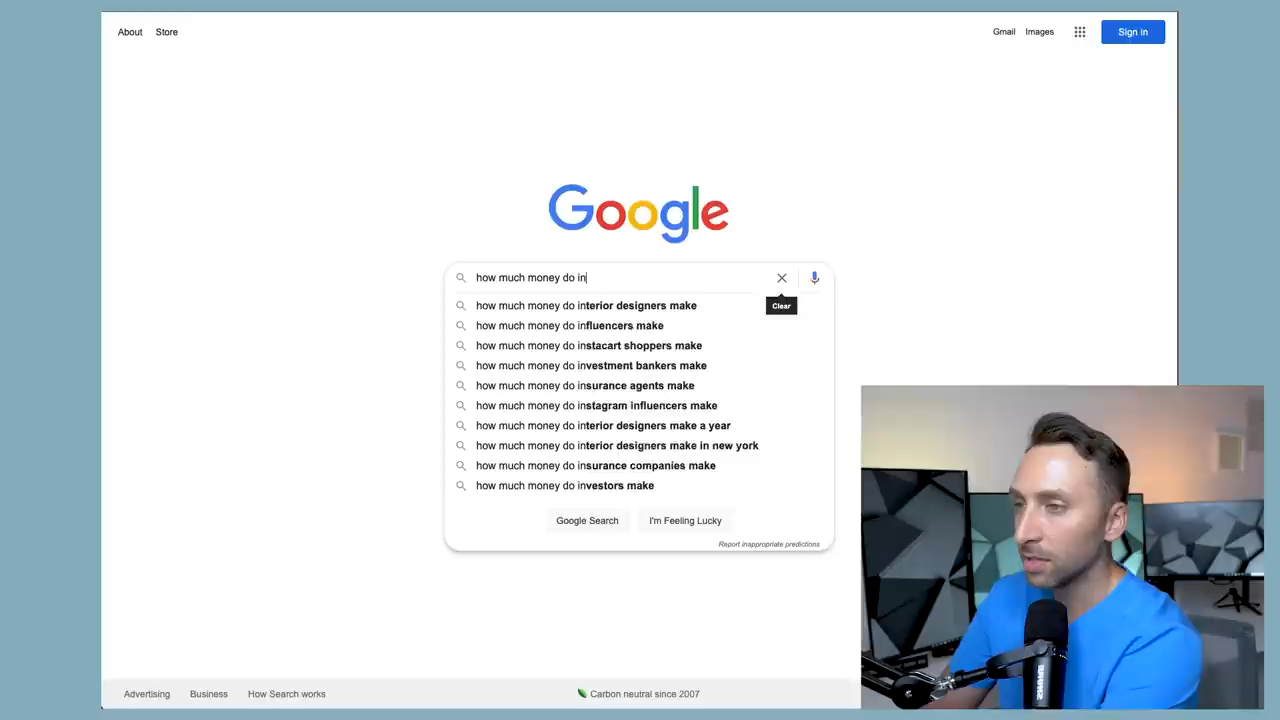 About Store
Gmail Images Sign in
Google
how much money do in
Clear
how much money do interior designers make
how much money do influencers make
how much money do instacart shoppers make
how much money do investment bankers make
how much money do insurance agents make
how much money do instagram influencers make
how much money do interior designers make a year
how much money do interior designers make in new york
how much money do insurance companies make
how much money do investors make
Google Search I'm Feeling Lucky
Report inappropriate predictions
Advertising Business How Search works Carbon neutral since 2007